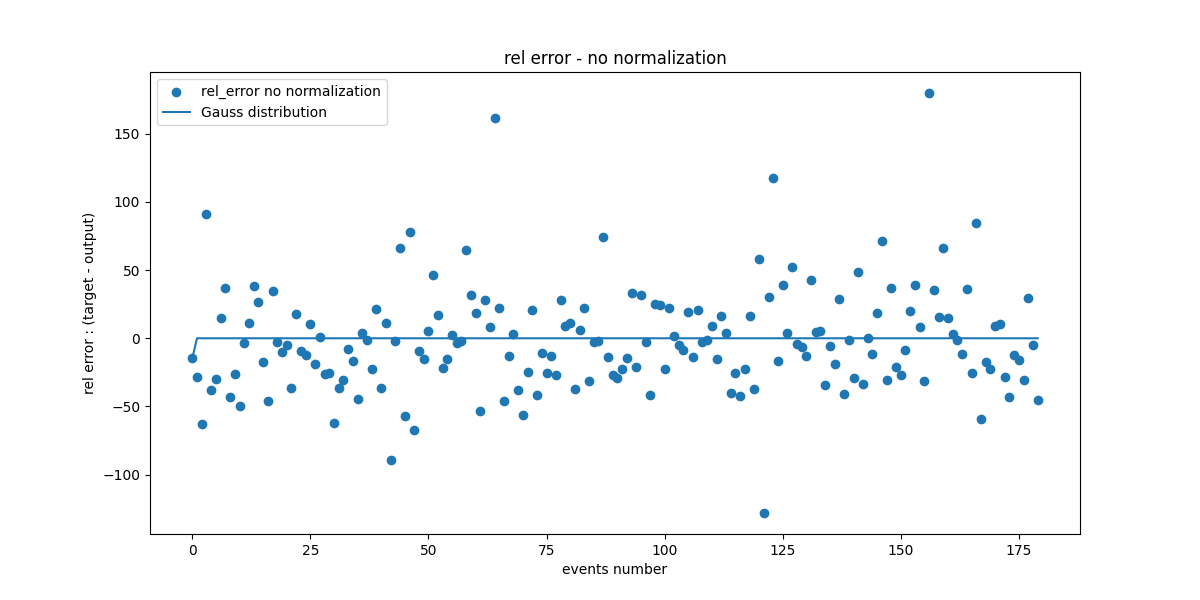 rel error - no normalization
rel_error no normalization
Gauss distribution
rel error : (target - output)
150
100
50
0
−50
−100
0
25
50
75
100
125
150
175
events number